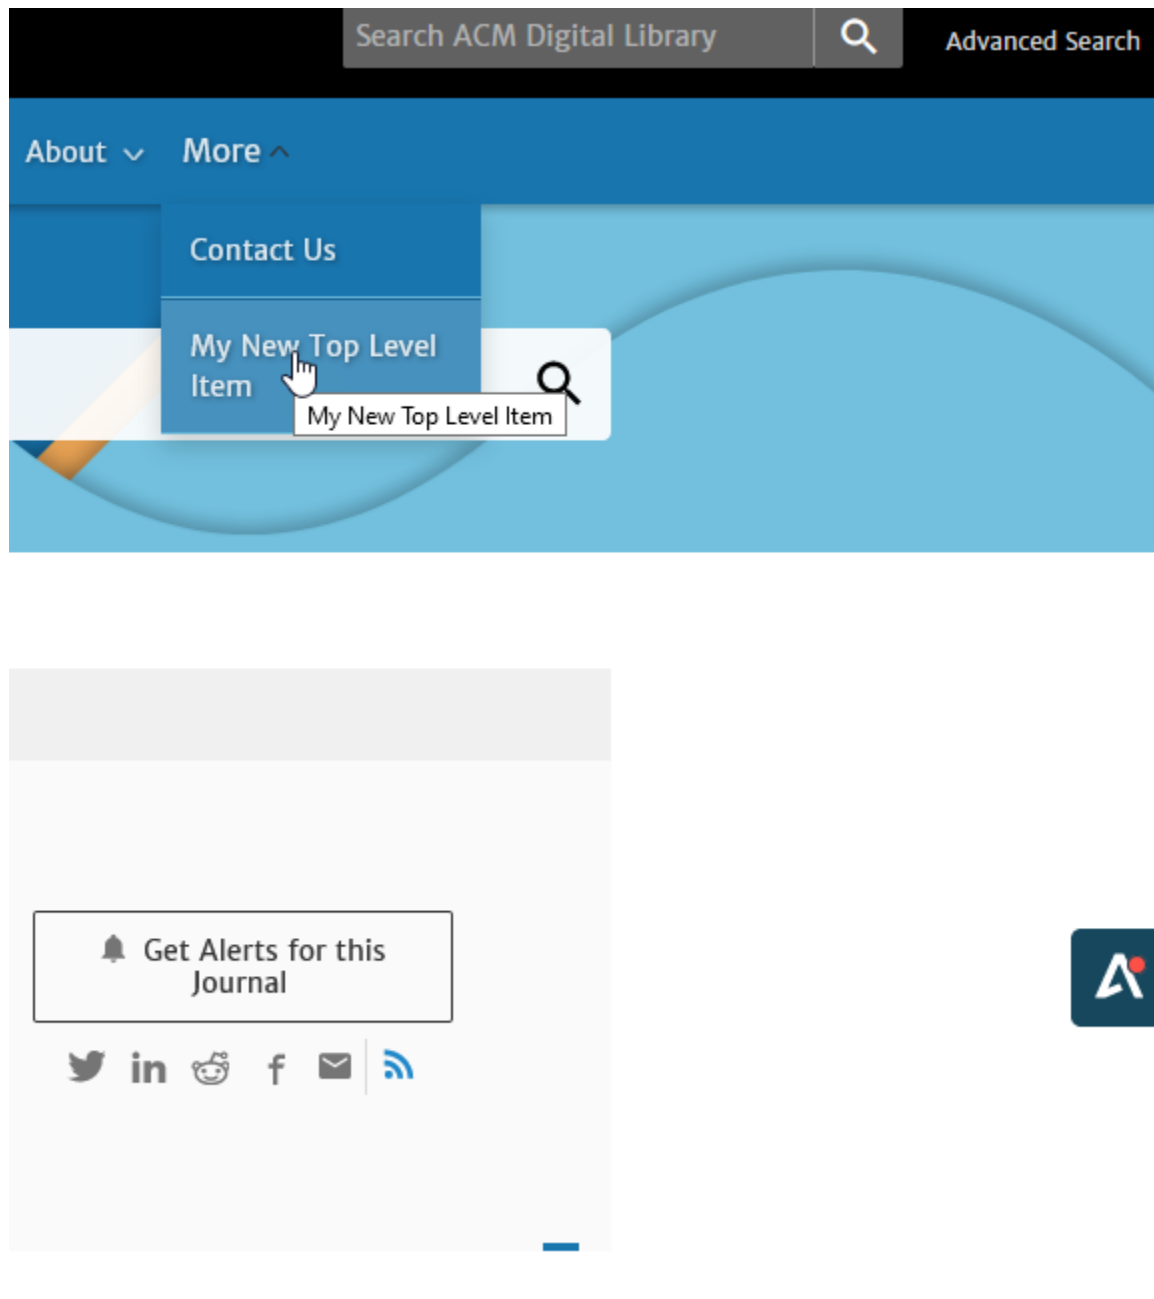 Search ACM Digital Library
Advanced Search
About
More
Contact Us
My New Top Level
Item
My New Top Level Item
Get Alerts for this
Journal